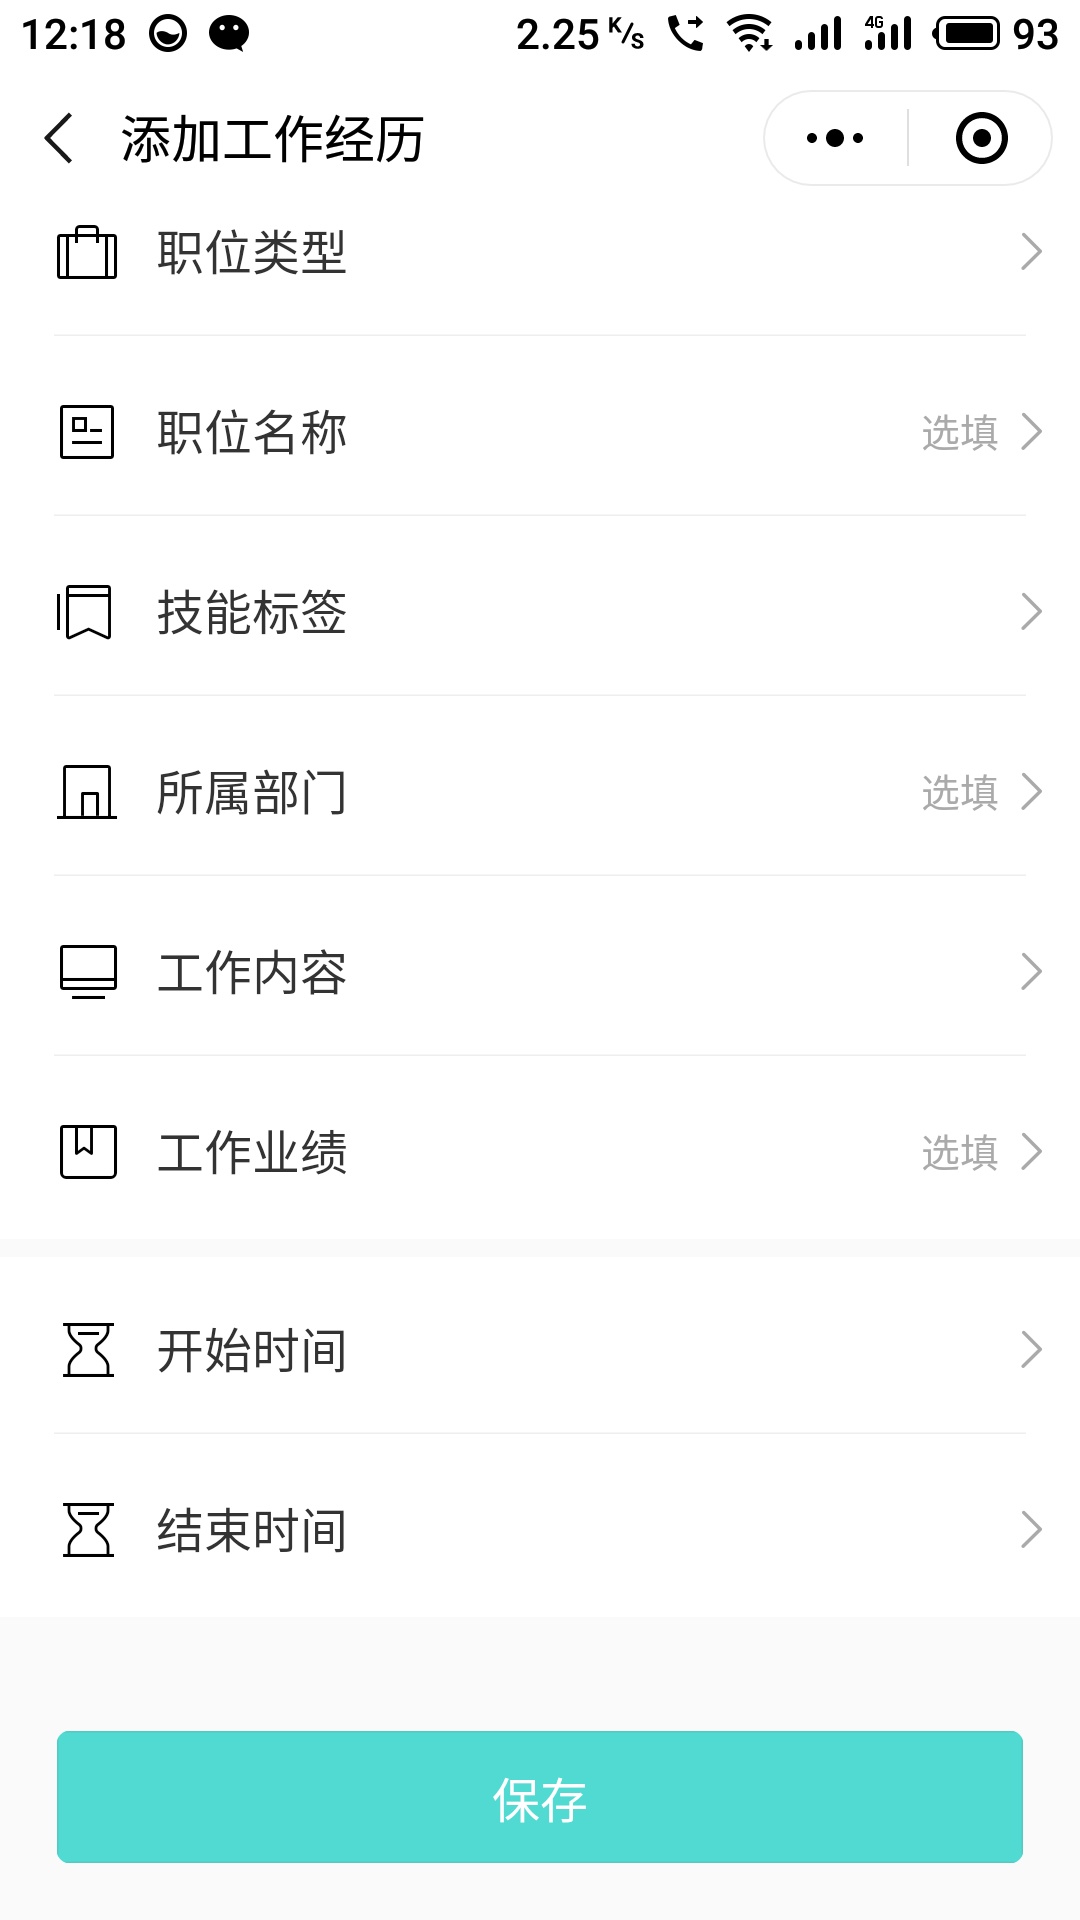 12:18 2.25 K/s 4G 93
添加工作经历
职位类型
职位名称 选填
技能标签
所属部门 选填
工作内容
工作业绩 选填
开始时间
结束时间
保存